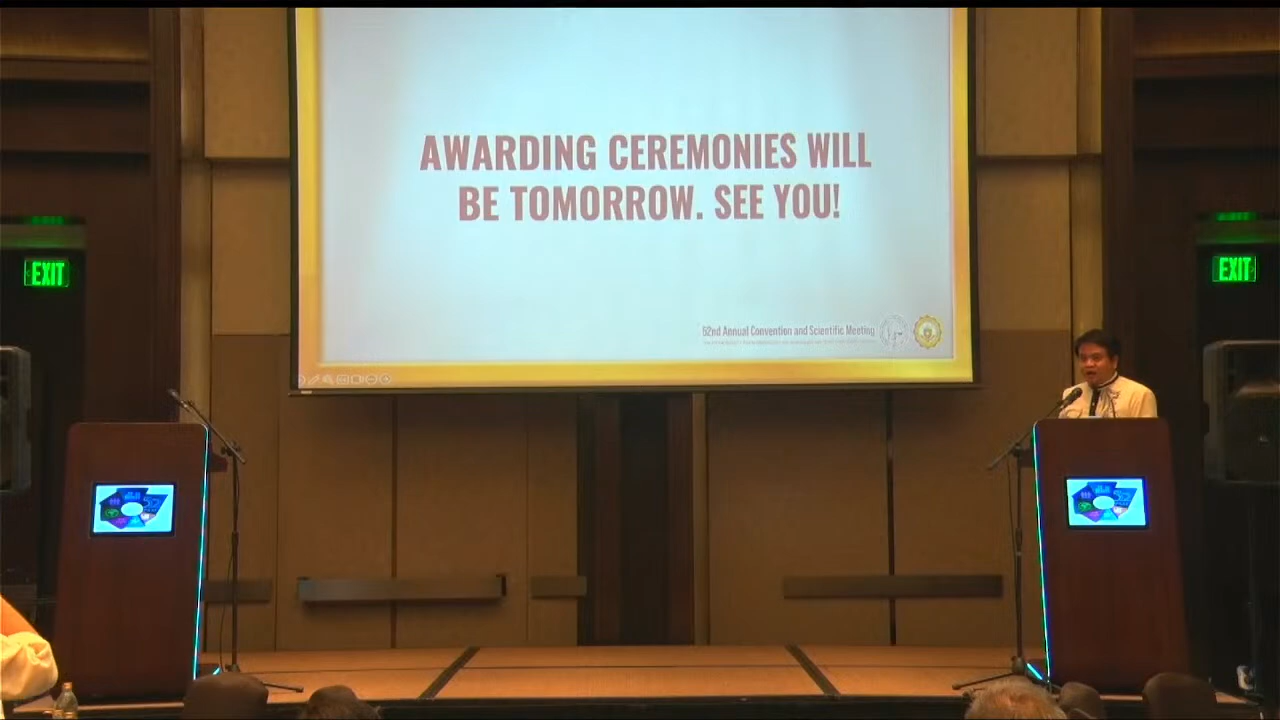 AWARDING CEREMONIES WILL
BE TOMORROW. SEE YOU!
EXIT
EXIT
52nd Annual Convention and Scientific Meeting